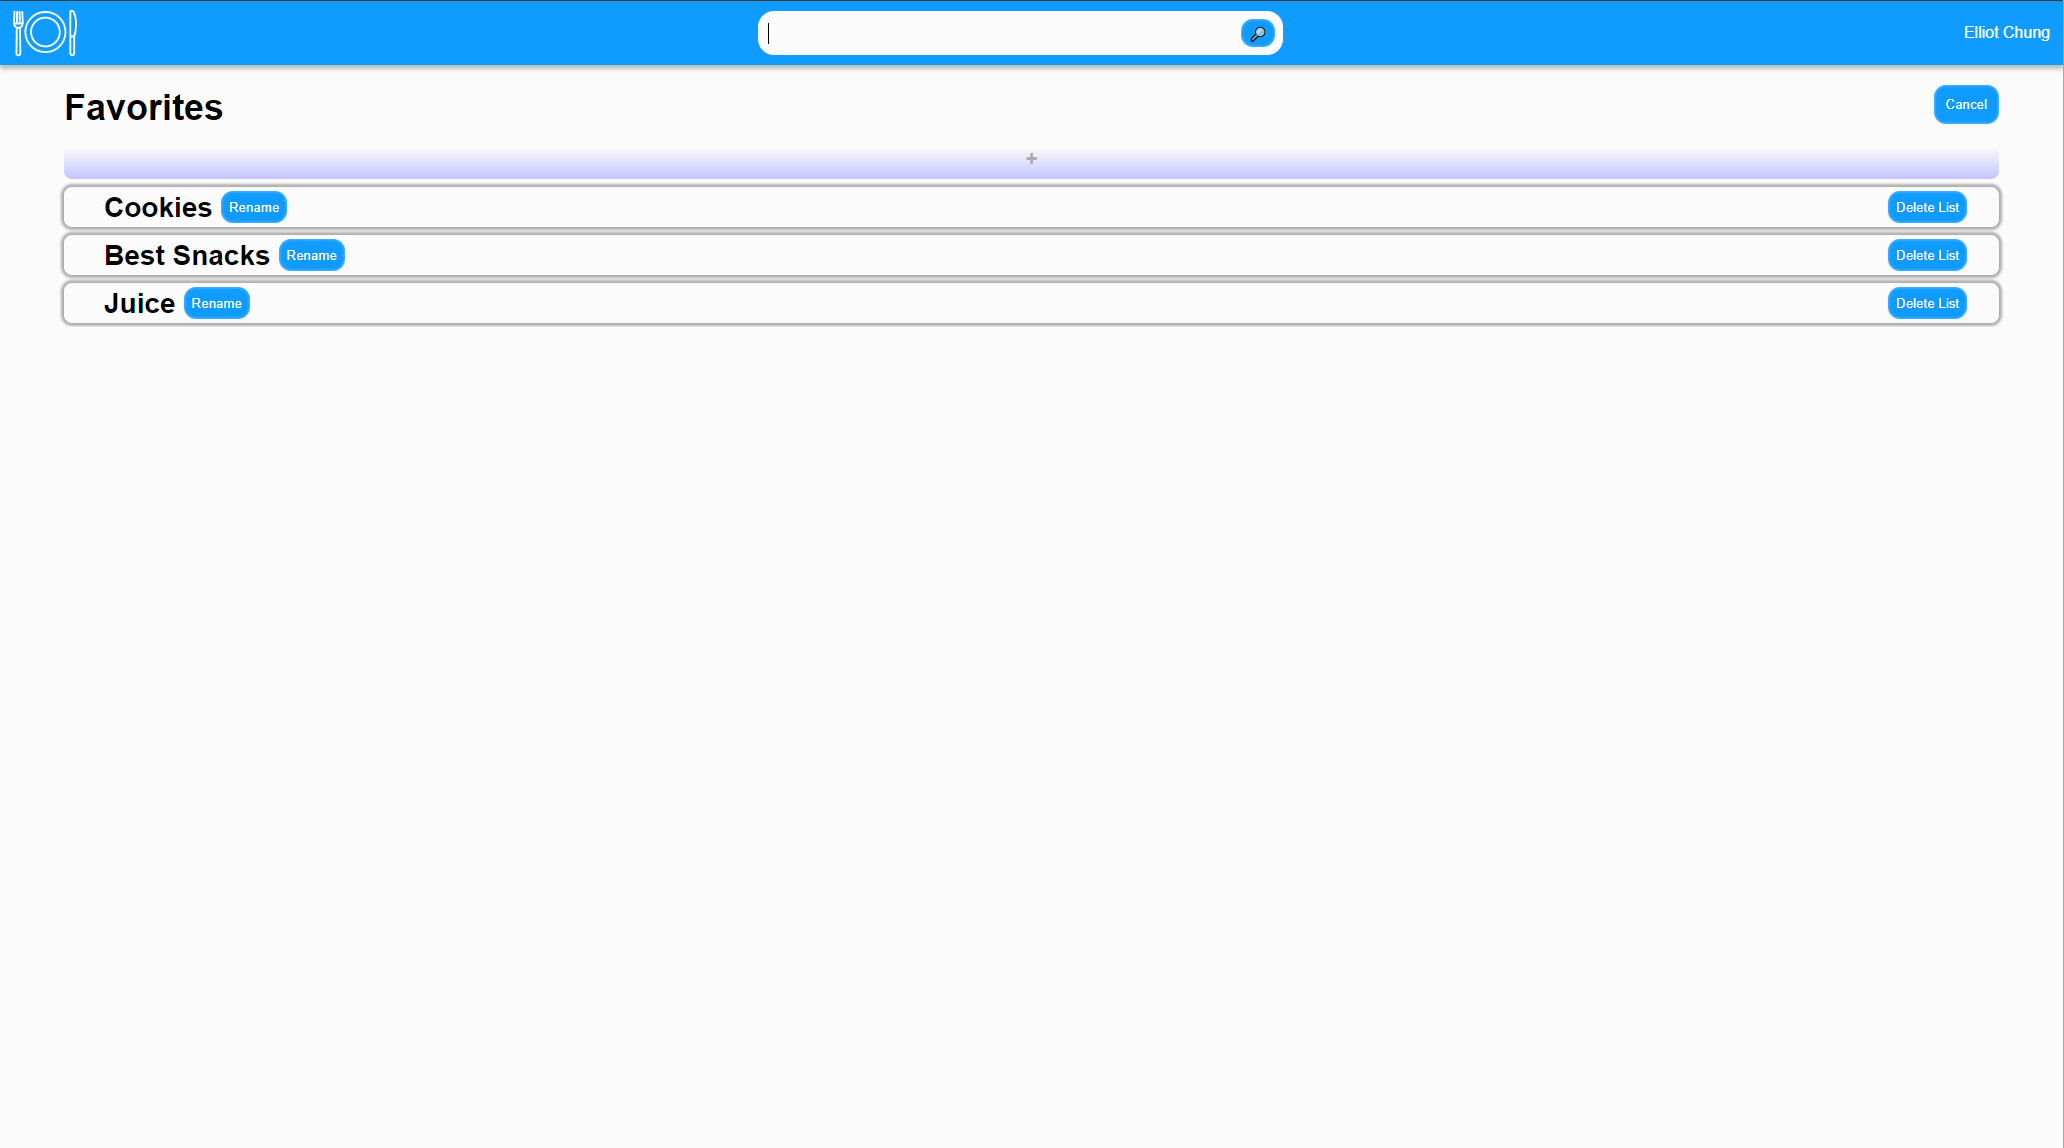 Elliot Chung
Favorites
Cancel
+
Cookies Rename Delete List
Best Snacks Rename Delete List
Juice Rename Delete List